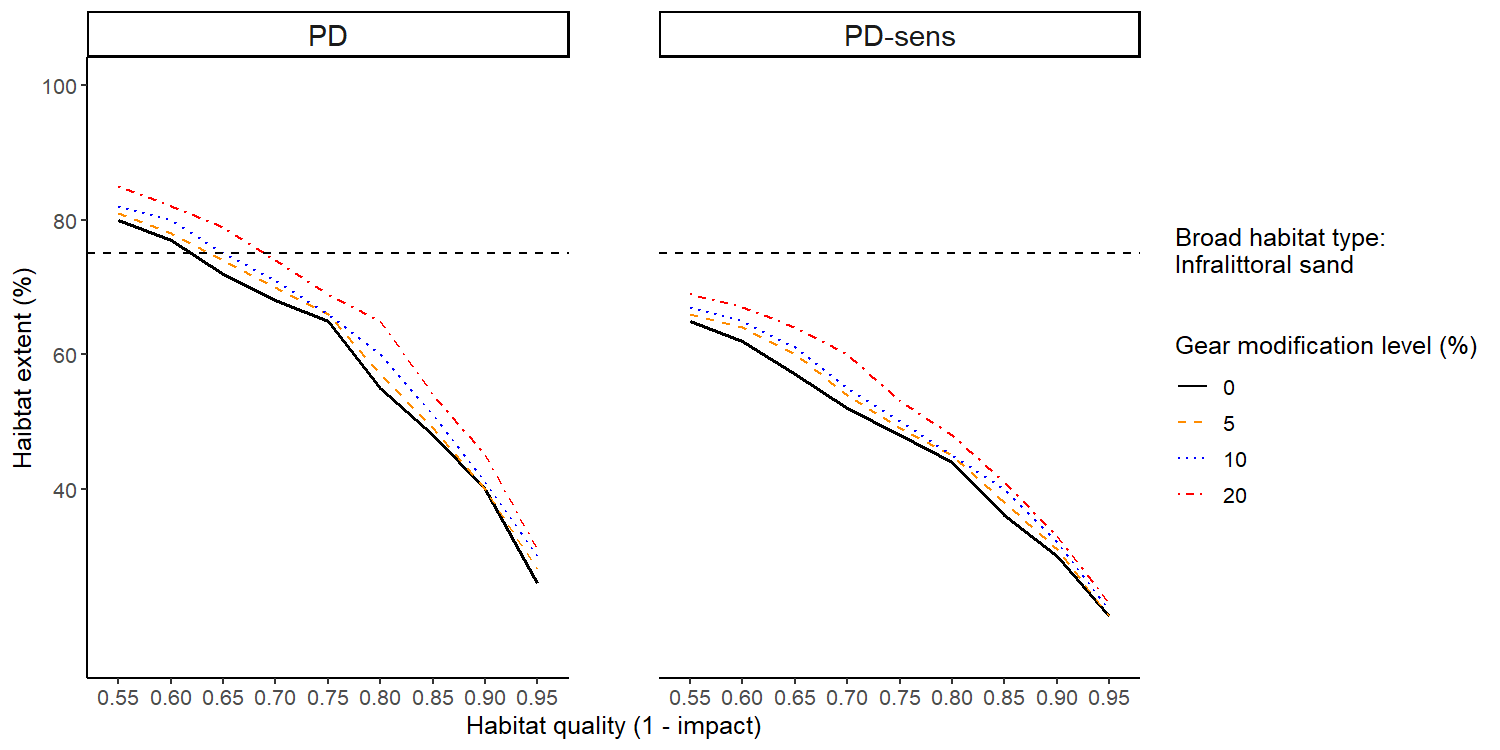 PD
PD-sens
100
80
60
40
Haibtat extent (%)
0.55 0.60 0.65 0.70 0.75 0.80 0.85 0.90 0.95
0.55 0.60 0.65 0.70 0.75 0.80 0.85 0.90 0.95
Habitat quality (1 - impact)
Broad habitat type:
Infralittoral sand
Gear modification level (%)
0
5
10
20